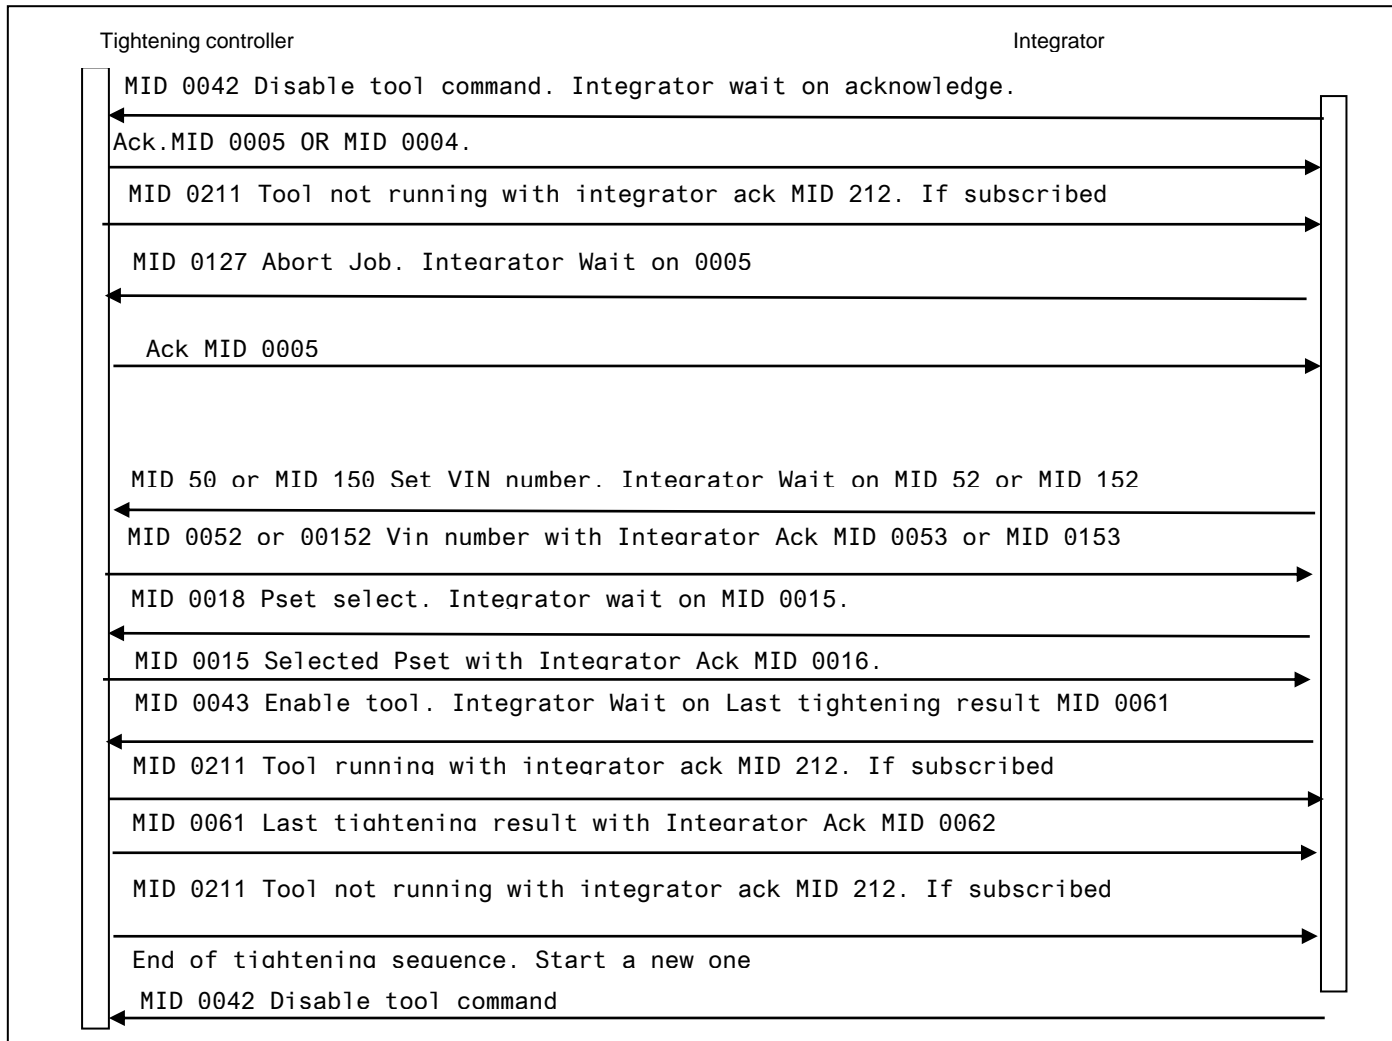 Tightening controller
Integrator
MID 0042 Disable tool command. Integrator wait on acknowledge.
Ack.MID 0005 OR MID 0004.
MID 0211 Tool not running with integrator ack MID 212. If subscribed
MID 0127 Abort Job. Integrator Wait on 0005
Ack MID 0005
MID 50 or MID 150 Set VIN number. Integrator Wait on MID 52 or MID 152
MID 0052 or 00152 Vin number with Integrator Ack MID 0053 or MID 0153
MID 0018 Pset select. Integrator wait on MID 0015.
MID 0015 Selected Pset with Integrator Ack MID 0016.
MID 0043 Enable tool. Integrator Wait on Last tightening result MID 0061
MID 0211 Tool running with integrator ack MID 212. If subscribed
MID 0061 Last tightening result with Integrator Ack MID 0062
MID 0211 Tool not running with integrator ack MID 212. If subscribed
End of tightening sequence. Start a new one
MID 0042 Disable tool command